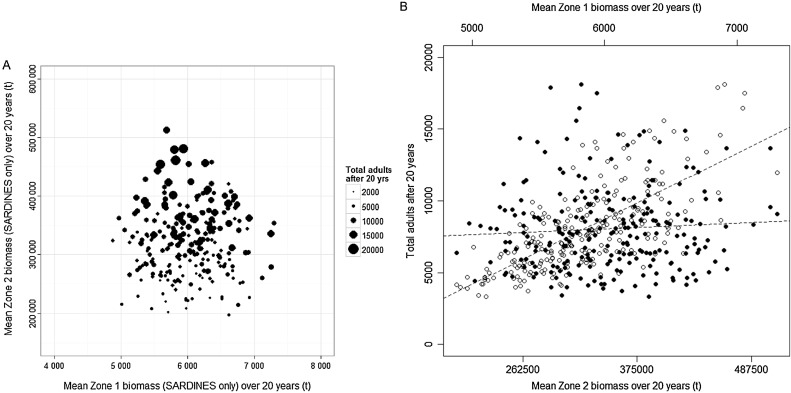 A
Mean Zone 2 biomass (SARDINES only) over 20 years (t)
600 000
500 000
400 000
300 000
200 000
4 000
5 000
6 000
7 000
8 000
Mean Zone 1 biomass (SARDINES only) over 20 years (t)
Total adults
after 20 yrs
2000
5000
10000
15000
20000
B
Mean Zone 1 biomass over 20 years (t)
5000
6000
7000
Total adults after 20 years
20000
15000
10000
5000
0
262500
375000
487500
Mean Zone 2 biomass over 20 years (t)